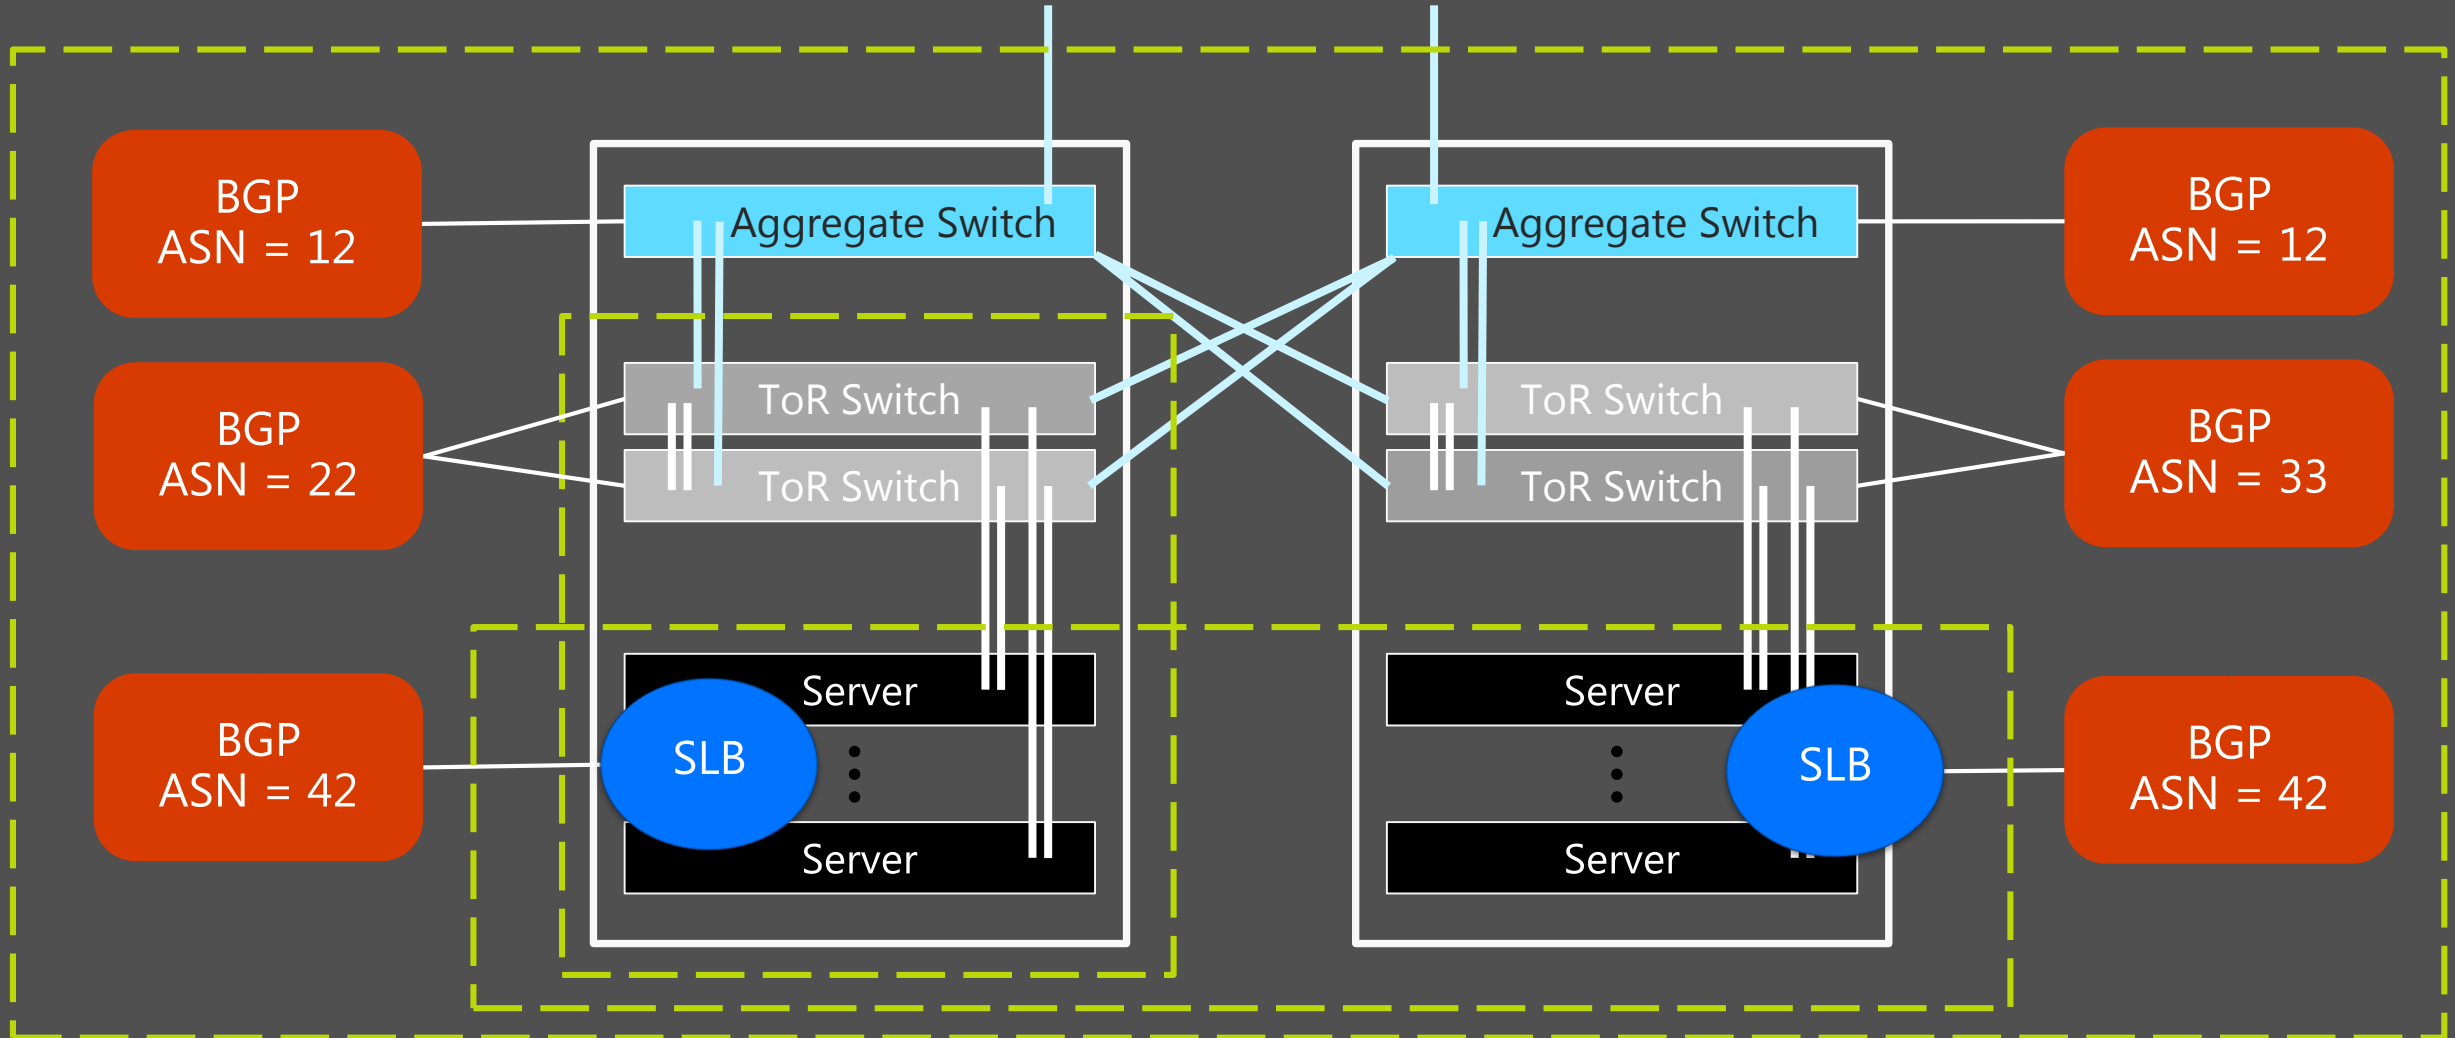 BGP
ASN = 12
Aggregate Switch
Aggregate Switch
BGP
ASN = 12
BGP
ASN = 22
ToR Switch
ToR Switch
ToR Switch
ToR Switch
BGP
ASN = 33
BGP
ASN = 42
Server
SLB
Server
Server
SLB
Server
BGP
ASN = 42